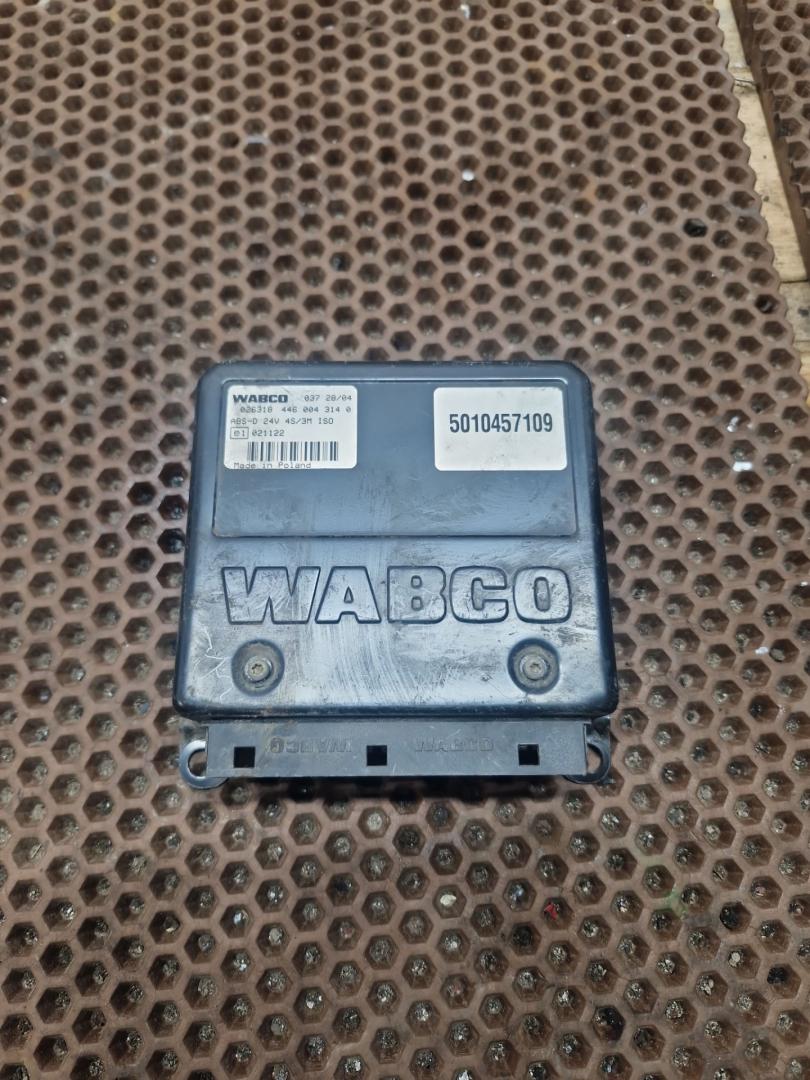 WABCO 037 28/04
026318 446 004 314 0
ABS-D 24V 4S/3M ISO
e1 021122
Made in Poland
5010457109
WABCO
WABCO WABCO